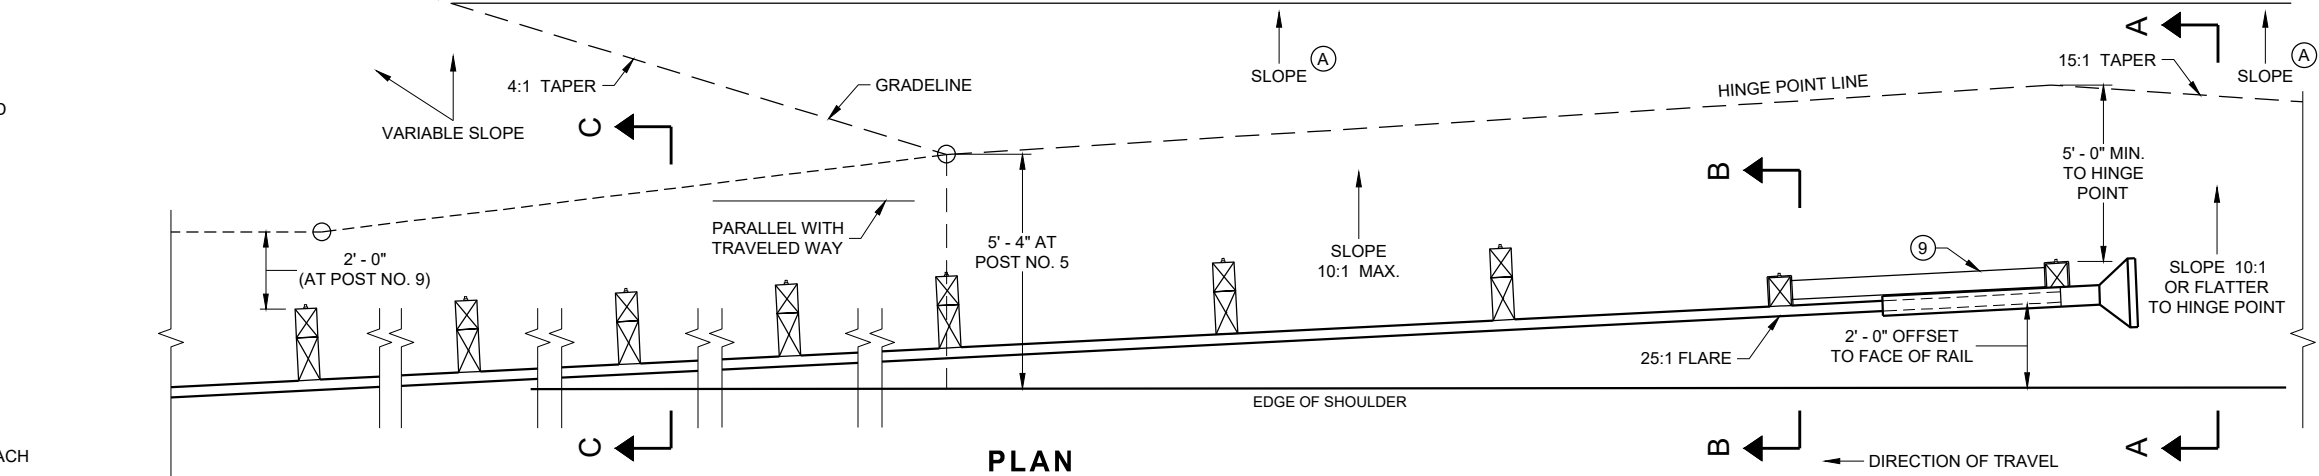 A
A
15:1 TAPER
SLOPE
A
SLOPE
A
4:1 TAPER
GRADELINE
HINGE POINT LINE
VARIABLE SLOPE
C
B
5' - 0" MIN.
TO HINGE
POINT
PARALLEL WITH
TRAVELED WAY
5' - 4" AT
POST NO. 5
SLOPE
10:1 MAX.
9
2' - 0"
(AT POST NO. 9)
SLOPE 10:1
OR FLATTER
TO HINGE POINT
2' - 0" OFFSET
TO FACE OF RAIL
25:1 FLARE
EDGE OF SHOULDER
C
B
A
ACH
PLAN
DIRECTION OF TRAVEL